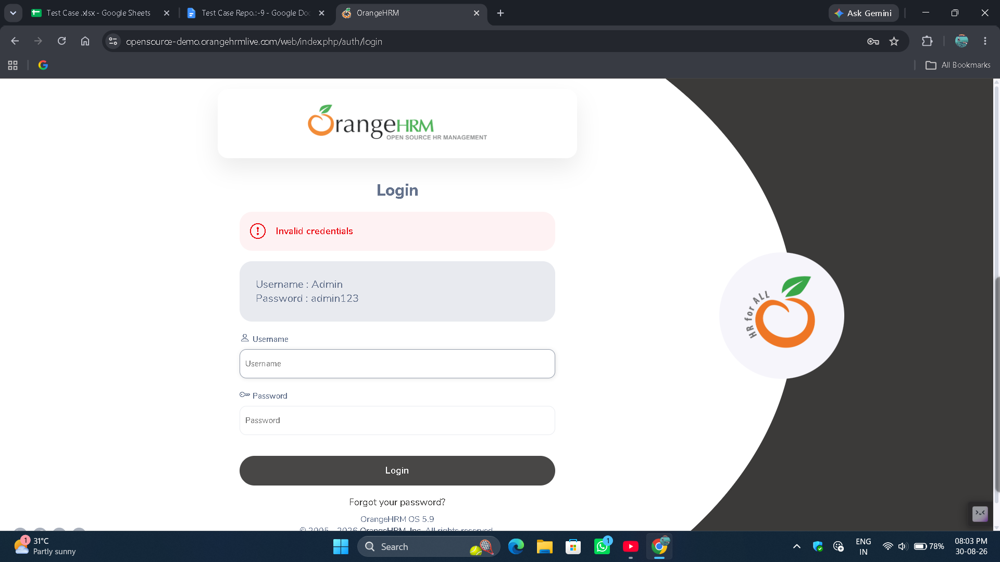 Test Case .xlsx - Google Sheets
Test Case Repo.:-9 - Google Doc
OrangeHRM
Ask Gemini
opensource-demo.orangehrmlive.com/web/index.php/auth/login
All Bookmarks
OrangeHRM
OPEN SOURCE HR MANAGEMENT
Login
Invalid credentials
Username : Admin
Password : admin123
Username
Username
Password
Password
Login
Forgot your password?
OrangeHRM OS 5.9
© 2005 - 2026 OrangeHRM, Inc. All rights reserved.
HR for ALL
1
31°C
Partly sunny
Search
1
ENG
IN
78%
08:03 PM
30-08-26